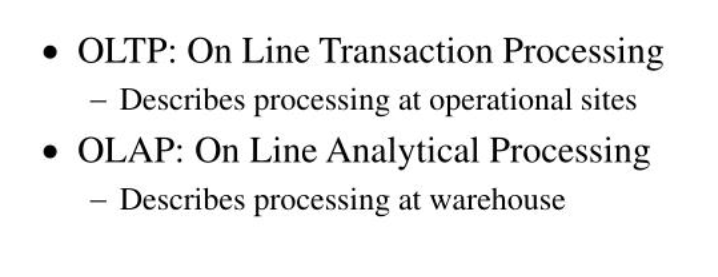 • OLTP: On Line Transaction Processing
– Describes processing at operational sites
• OLAP: On Line Analytical Processing
– Describes processing at warehouse